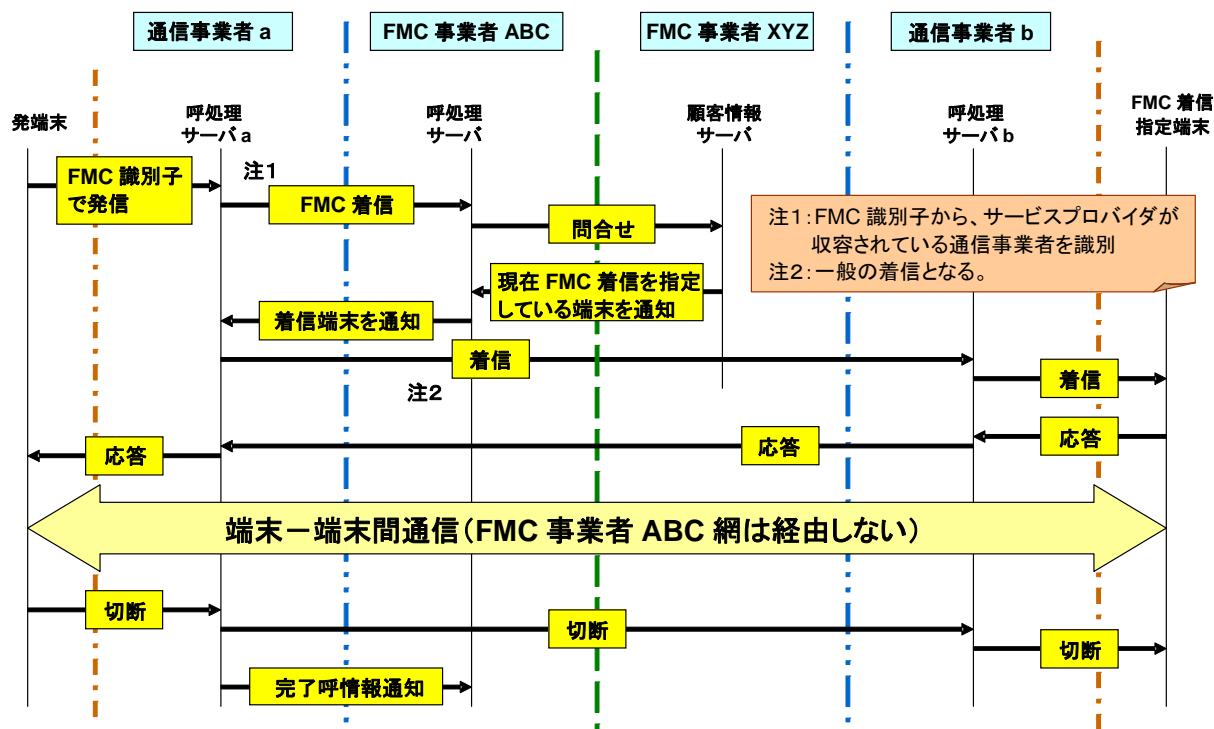 通信事業者 a
FMC 事業者 ABC
FMC 事業者 XYZ
通信事業者 b
発端末
呼処理
サーバ a
呼処理
サーバ
顧客情報
サーバ
呼処理
サーバ b
FMC 着信
指定端末
FMC 識別子
で発信
注1
FMC 着信
問合せ
注1：FMC 識別子から、サービスプロバイダが
収容されている通信事業者を識別
注2：一般の着信となる。
現在 FMC 着信を指定
している端末を通知
着信端末を通知
着信
注2
着信
応答
応答
応答
端末－端末間通信（FMC 事業者 ABC 網は経由しない）
切断
切断
切断
完了呼情報通知